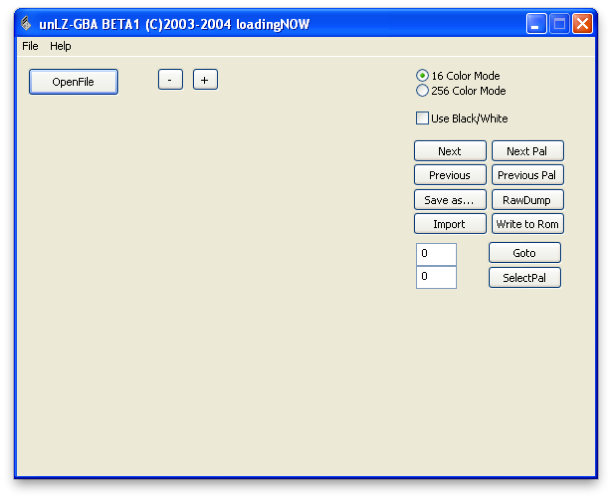 unLZ-GBA BETA1 (C)2003-2004 loadingNOW
File Help
OpenFile - +
16 Color Mode
256 Color Mode
Use Black/White
Next Next Pal
Previous Previous Pal
Save as... RawDump
Import Write to Rom
0 Goto
0 SelectPal